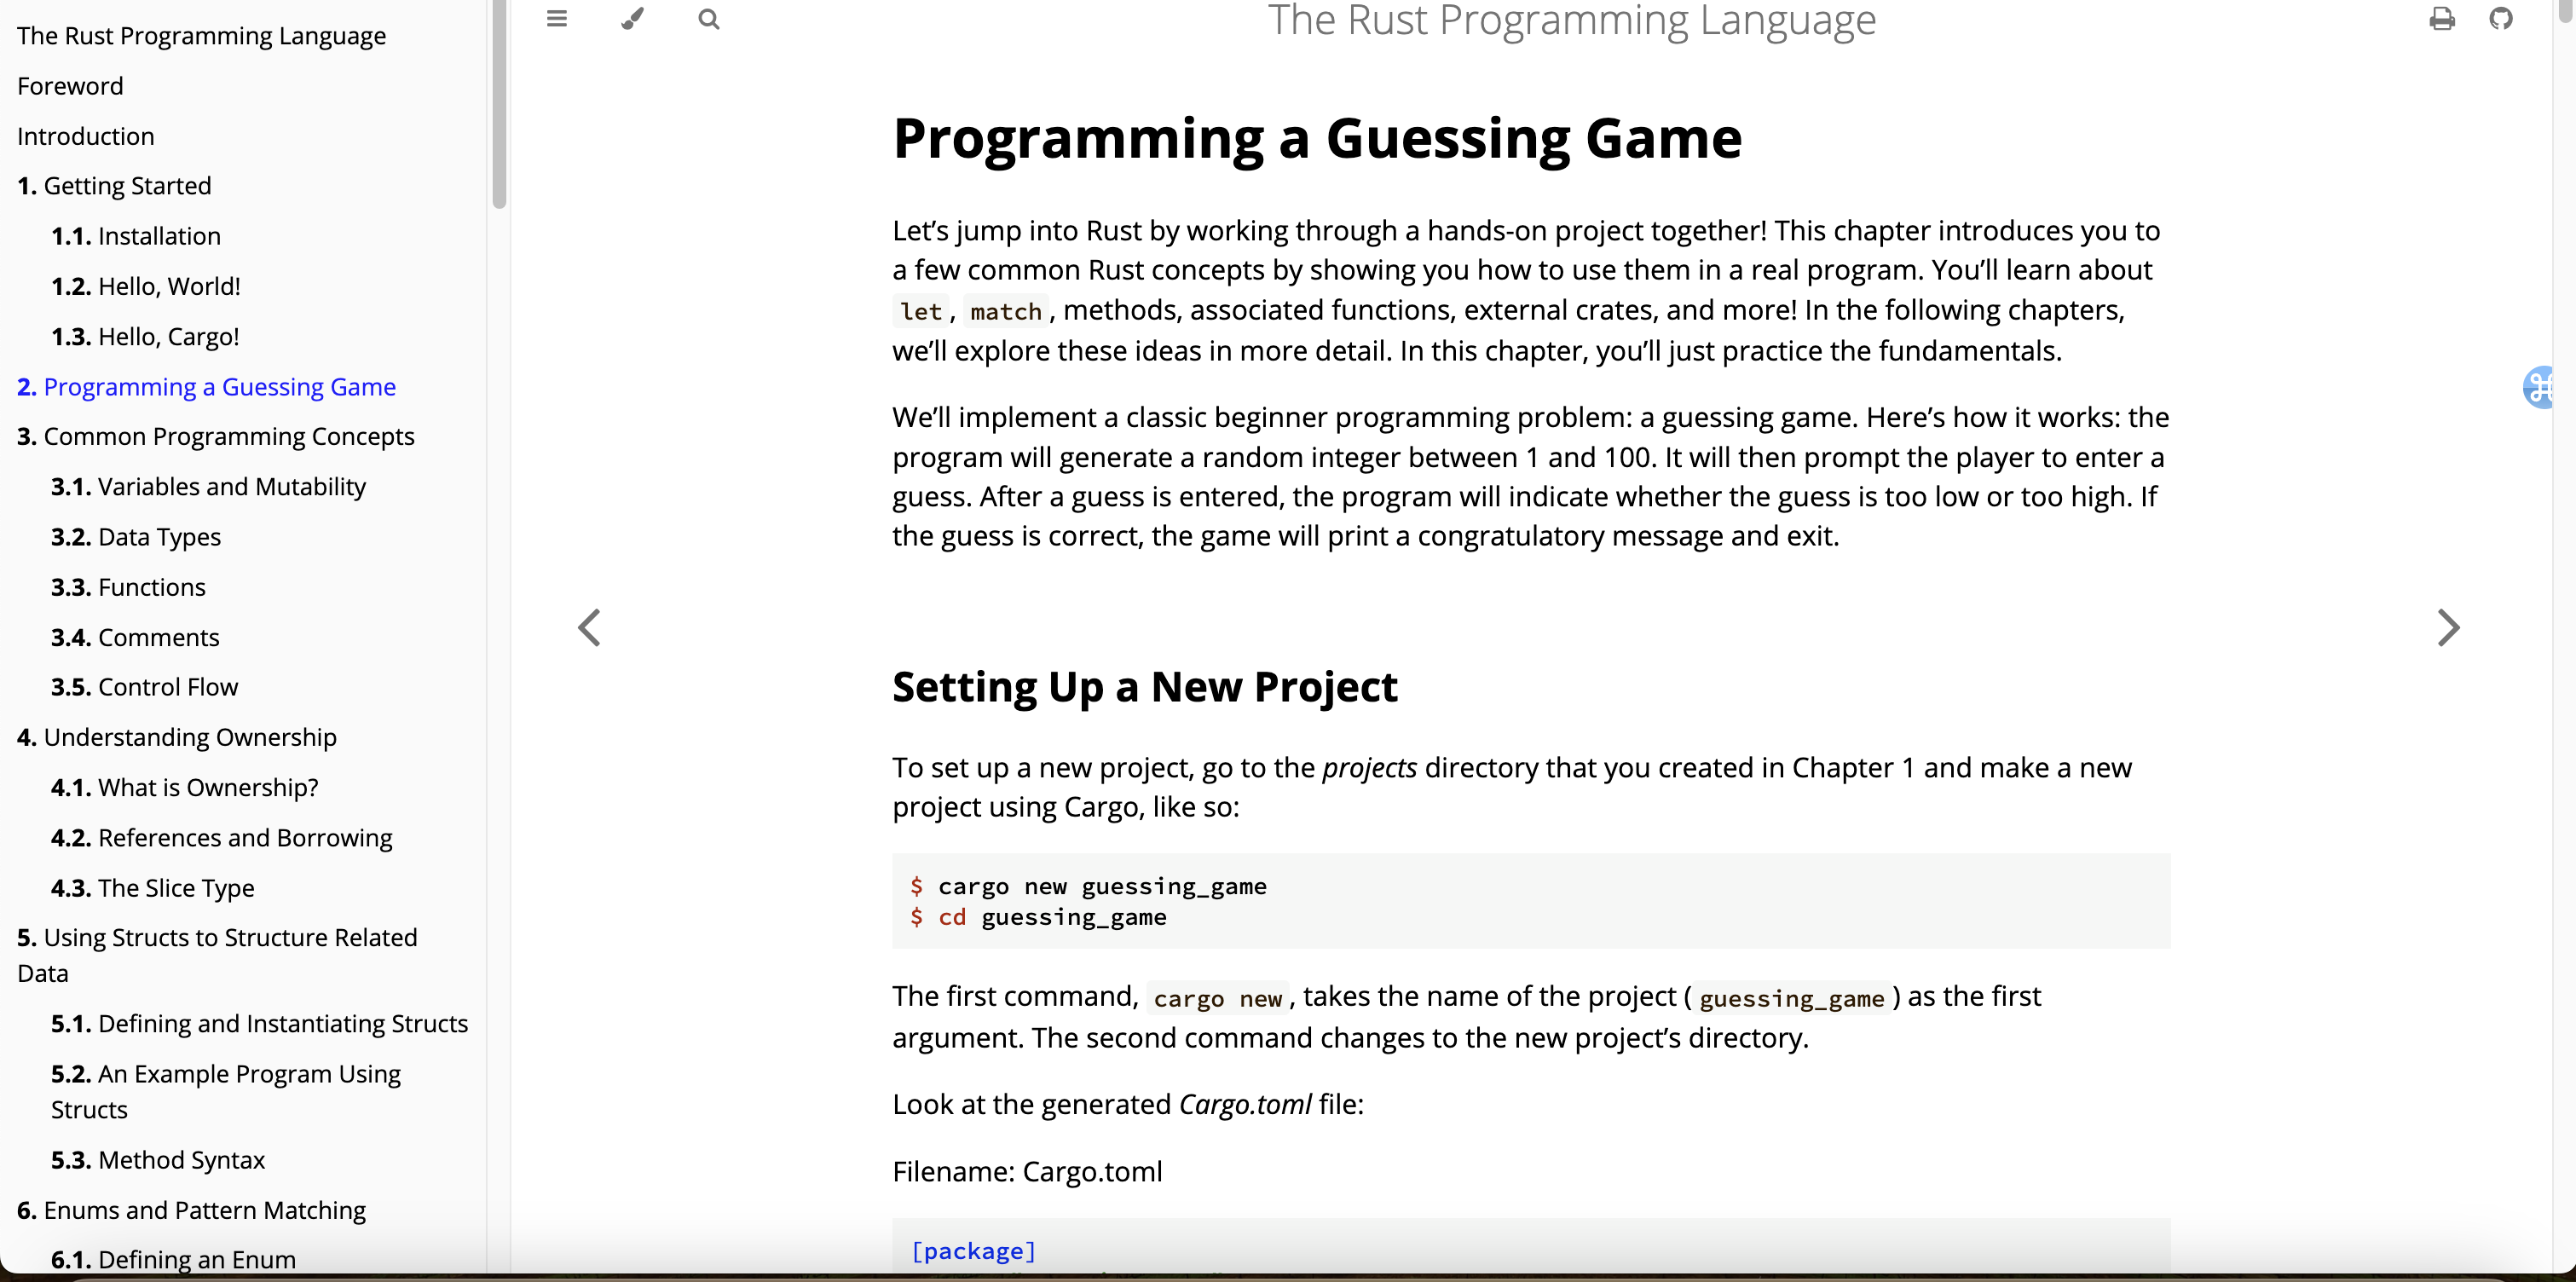 The Rust Programming Language
Foreword
Introduction
1. Getting Started
1.1. Installation
1.2. Hello, World!
1.3. Hello, Cargo!
2. Programming a Guessing Game
3. Common Programming Concepts
3.1. Variables and Mutability
3.2. Data Types
3.3. Functions
3.4. Comments
3.5. Control Flow
4. Understanding Ownership
4.1. What is Ownership?
4.2. References and Borrowing
4.3. The Slice Type
5. Using Structs to Structure Related
Data
5.1. Defining and Instantiating Structs
5.2. An Example Program Using
Structs
5.3. Method Syntax
6. Enums and Pattern Matching
6.1. Defining an Enum
The Rust Programming Language
Programming a Guessing Game
Let’s jump into Rust by working through a hands-on project together! This chapter introduces you to
a few common Rust concepts by showing you how to use them in a real program. You’ll learn about
let, match, methods, associated functions, external crates, and more! In the following chapters,
we’ll explore these ideas in more detail. In this chapter, you’ll just practice the fundamentals.
We’ll implement a classic beginner programming problem: a guessing game. Here’s how it works: the
program will generate a random integer between 1 and 100. It will then prompt the player to enter a
guess. After a guess is entered, the program will indicate whether the guess is too low or too high. If
the guess is correct, the game will print a congratulatory message and exit.
Setting Up a New Project
To set up a new project, go to the projects directory that you created in Chapter 1 and make a new
project using Cargo, like so:
$ cargo new guessing_game
$ cd guessing_game
The first command, cargo new, takes the name of the project (guessing_game) as the first
argument. The second command changes to the new project’s directory.
Look at the generated Cargo.toml file:
Filename: Cargo.toml
[package]